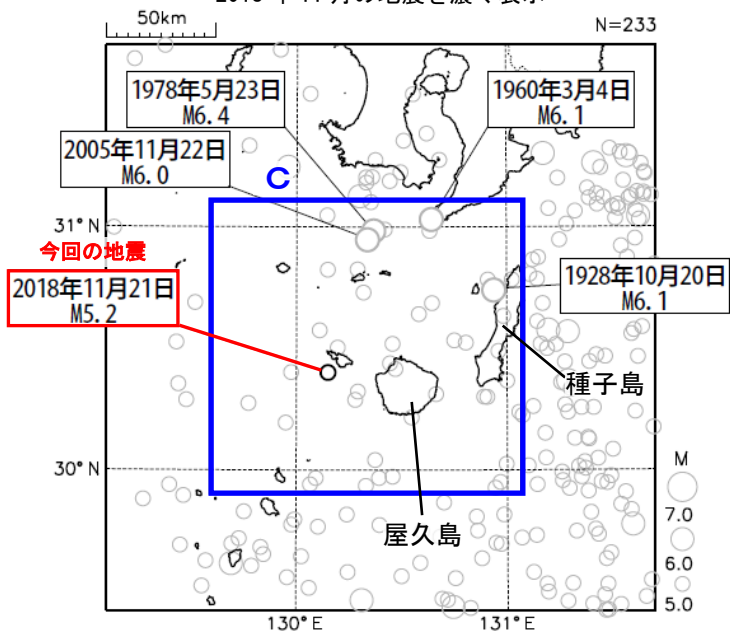 50km
N=233
1978年5月23日
M6.4
1960年3月4日
M6.1
2005年11月22日
M6.0
C
31°N
今回の地震
2018年11月21日
M5.2
1928年10月20日
M6.1
種子島
30°N
屋久島
M
7.0
6.0
5.0
130°E
131°E